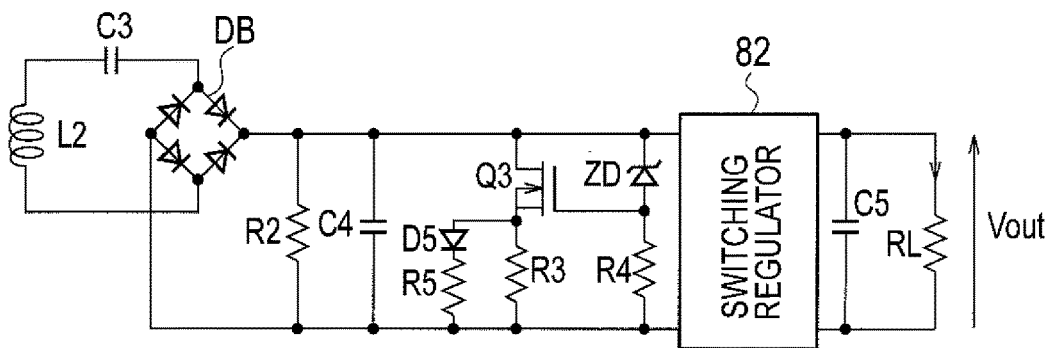 C3
DB
82
L2
Q3
ZD
R2
C4
D5
R5
R3
R4
SWITCHING
REGULATOR
C5
RL
Vout